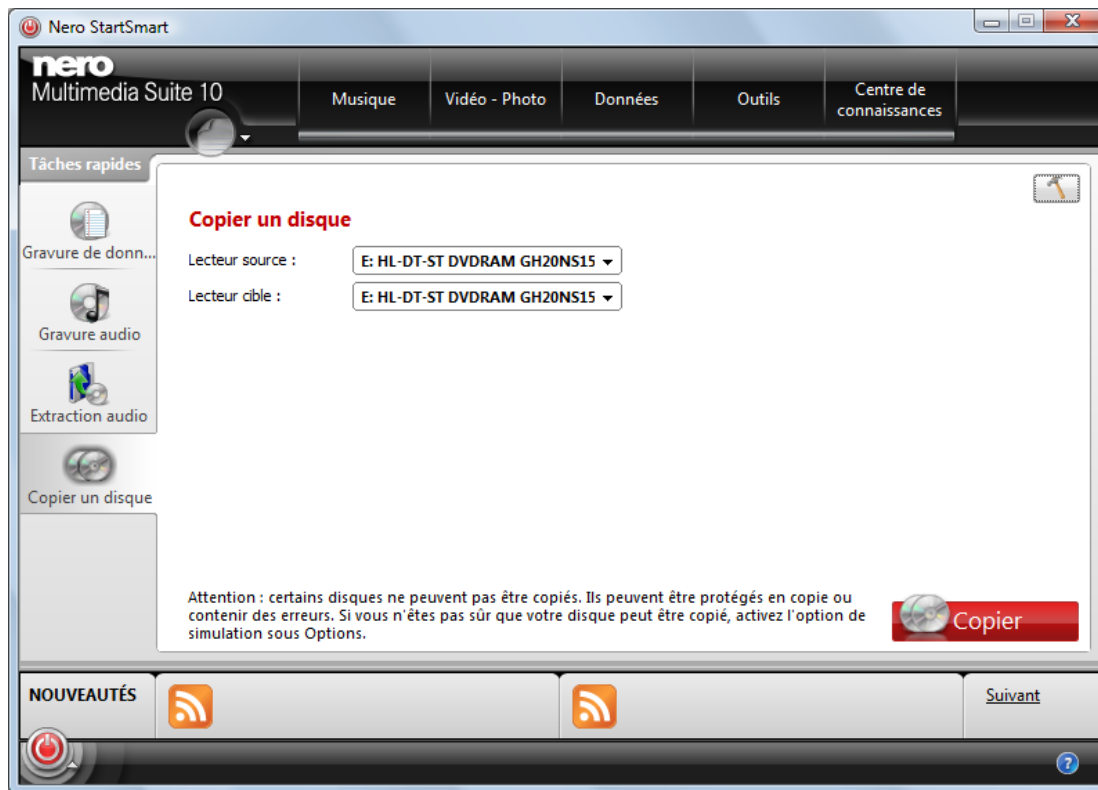 Nero StartSmart
nero
Multimedia Suite 10
Musique
Vidéo - Photo
Données
Outils
Centre de
connaissances
Tâches rapides
Gravure de donn...
Gravure audio
Extraction audio
Copier un disque
Copier un disque
Lecteur source :
E: HL-DT-ST DVDRAM GH20NS15
Lecteur cible :
E: HL-DT-ST DVDRAM GH20NS15
Attention : certains disques ne peuvent pas être copiés. Ils peuvent être protégés en copie ou
contenir des erreurs. Si vous n'êtes pas sûr que votre disque peut être copié, activez l'option de
simulation sous Options.
Copier
NOUVEAUTÉS
Suivant
?